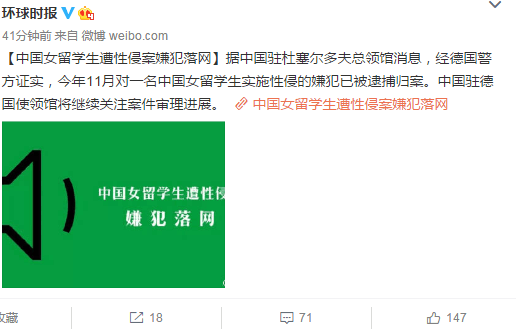 环球时报
41分钟前 来自 微博 weibo.com
【中国女留学生遭性侵案嫌犯落网】据中国驻杜塞尔多夫总领馆消息，经德国警
方证实，今年11月对一名中国女留学生实施性侵的嫌犯已被逮捕归案。中国驻德
国使领馆将继续关注案件审理进展。 中国女留学生遭性侵案嫌犯落网
中国女留学生遭性侵
嫌犯落网
收藏 18 71 147